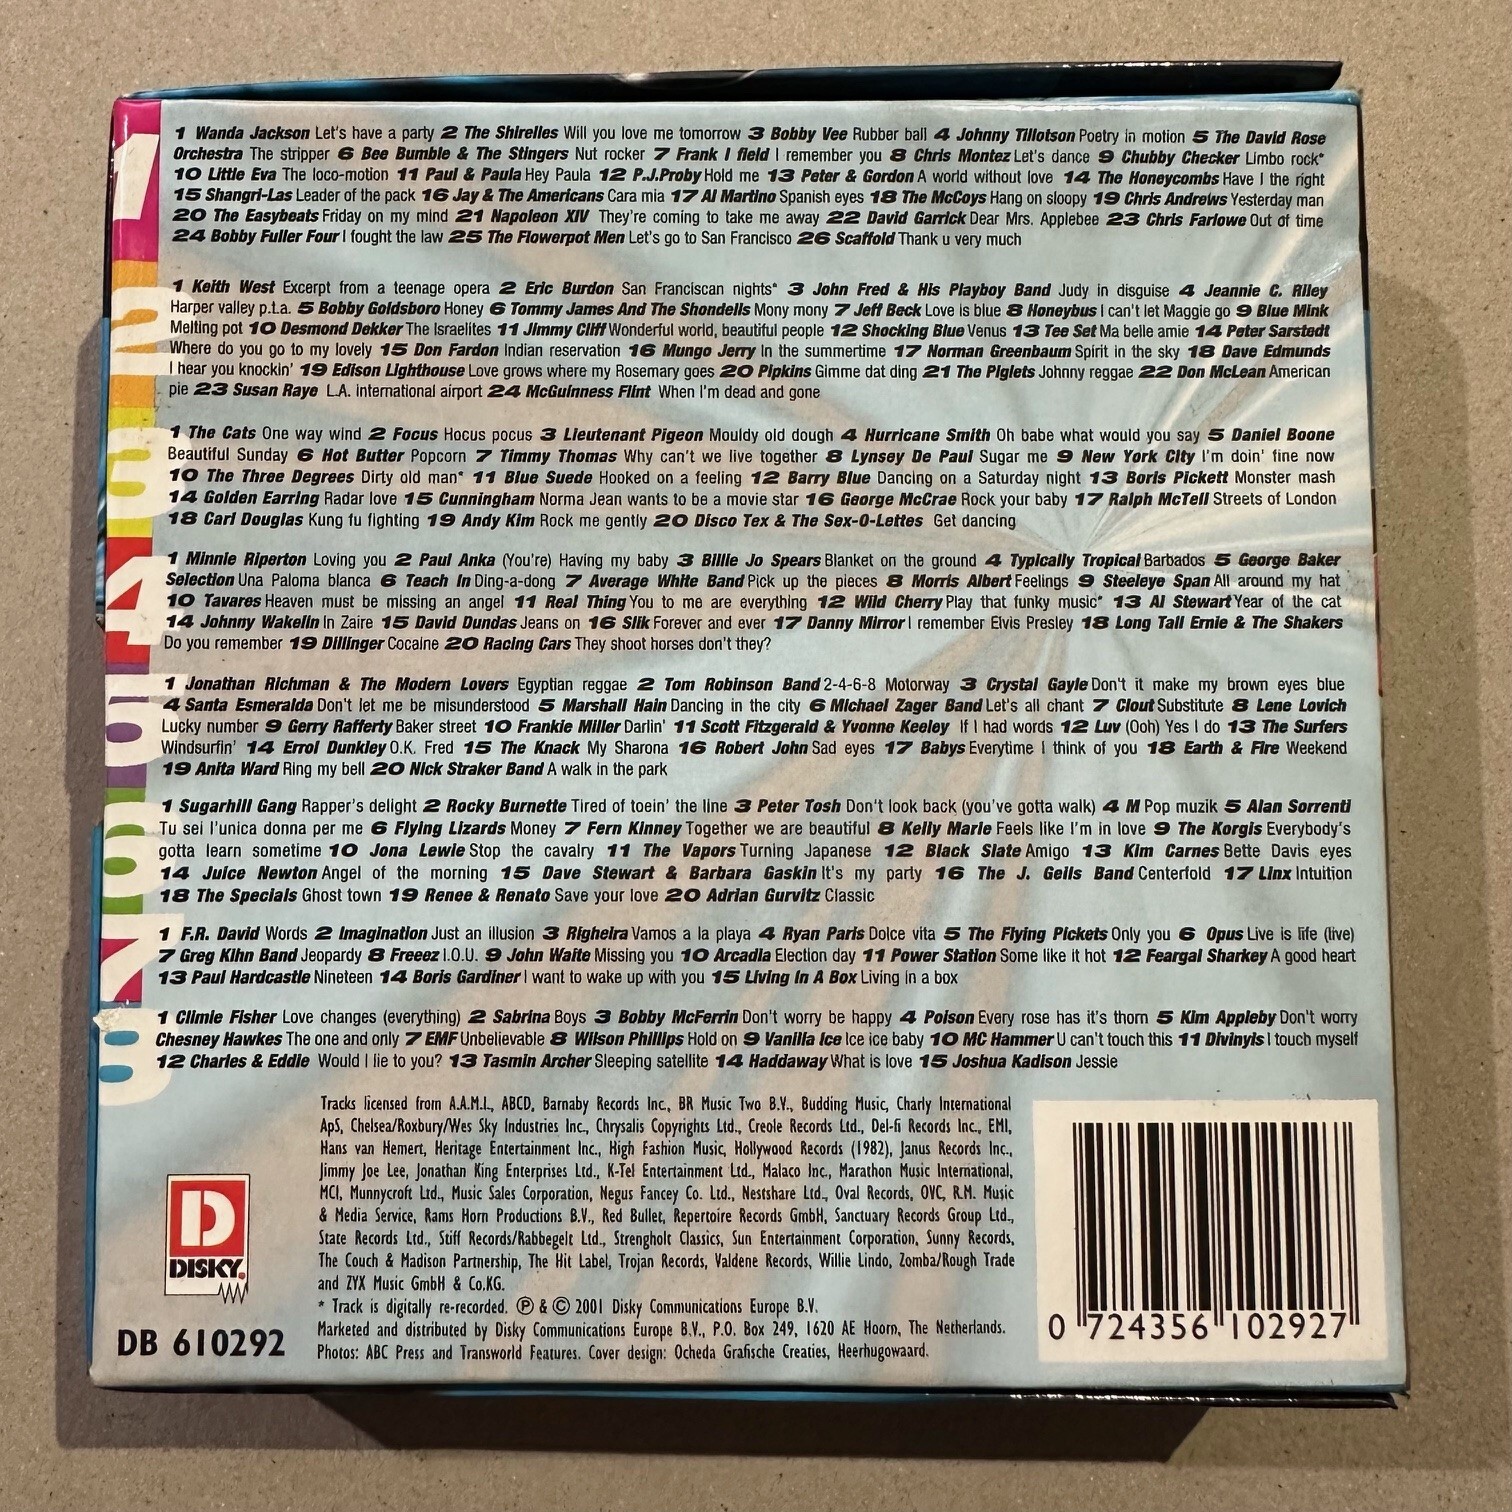 1
1 Wanda Jackson Let's have a party 2 The Shirelles Will you love me tomorrow 3 Bobby Vee Rubber ball 4 Johnny Tillotson Poetry in motion 5 The David Rose
Orchestra The stripper 6 Bee Bumble & The Stingers Nut rocker 7 Frank I field I remember you 8 Chris Montez Let's dance 9 Chubby Checker Limbo rock*
10 Little Eva The loco-motion 11 Paul & Paula Hey Paula 12 P.J.Proby Hold me 13 Peter & Gordon A world without love 14 The Honeycombs Have I the right
15 Shangri-Las Leader of the pack 16 Jay & The Americans Cara mia 17 Al Martino Spanish eyes 18 The McCoys Hang on sloopy 19 Chris Andrews Yesterday man
20 The Easybeats Friday on my mind 21 Napoleon XIV They're coming to take me away 22 David Garrick Dear Mrs. Applebee 23 Chris Farlowe Out of time
24 Bobby Fuller Four I fought the law 25 The Flowerpot Men Let's go to San Francisco 26 Scaffold Thank u very much
2
1 Keith West Excerpt from a teenage opera 2 Eric Burdon San Franciscan nights* 3 John Fred & His Playboy Band Judy in disguise 4 Jeannie C. Riley
Harper valley p.t.a. 5 Bobby Goldsboro Honey 6 Tommy James And The Shondells Mony mony 7 Jeff Beck Love is blue 8 Honeybus I can't let Maggie go 9 Blue Mink
Melting pot 10 Desmond Dekker The Israelites 11 Jimmy Cliff Wonderful world, beautiful people 12 Shocking Blue Venus 13 Tee Set Ma belle amie 14 Peter Sarstedt
Where do you go to my lovely 15 Don Fardon Indian reservation 16 Mungo Jerry In the summertime 17 Norman Greenbaum Spirit in the sky 18 Dave Edmunds
I hear you knockin' 19 Edison Lighthouse Love grows where my Rosemary goes 20 Pipkins Gimme dat ding 21 The Piglets Johnny reggae 22 Don McLean American
pie 23 Susan Raye L.A. international airport 24 McGuinness Flint When I'm dead and gone
3
1 The Cats One way wind 2 Focus Hocus pocus 3 Lieutenant Pigeon Mouldy old dough 4 Hurricane Smith Oh babe what would you say 5 Daniel Boone
Beautiful Sunday 6 Hot Butter Popcorn 7 Timmy Thomas Why can't we live together 8 Lynsey De Paul Sugar me 9 New York City I'm doin' fine now
10 The Three Degrees Dirty old man* 11 Blue Suede Hooked on a feeling 12 Barry Blue Dancing on a Saturday night 13 Boris Pickett Monster mash
14 Golden Earring Radar love 15 Cunningham Norma Jean wants to be a movie star 16 George McCrae Rock your baby 17 Ralph McTell Streets of London
18 Carl Douglas Kung fu fighting 19 Andy Kim Rock me gently 20 Disco Tex & The Sex-O-Lettes Get dancing
4
1 Minnie Riperton Loving you 2 Paul Anka (You're) Having my baby 3 Billie Jo Spears Blanket on the ground 4 Typically Tropical Barbados 5 George Baker
Selection Una Paloma blanca 6 Teach In Ding-a-dong 7 Average White Band Pick up the pieces 8 Morris Albert Feelings 9 Steeleye Span All around my hat
10 Tavares Heaven must be missing an angel 11 Real Thing You to me are everything 12 Wild Cherry Play that funky music* 13 Al Stewart Year of the cat
14 Johnny Wakelin In Zaire 15 David Dundas Jeans on 16 Slik Forever and ever 17 Danny Mirror I remember Elvis Presley 18 Long Tall Ernie & The Shakers
Do you remember 19 Dillinger Cocaine 20 Racing Cars They shoot horses don't they?
5
1 Jonathan Richman & The Modern Lovers Egyptian reggae 2 Tom Robinson Band 2-4-6-8 Motorway 3 Crystal Gayle Don't it make my brown eyes blue
4 Santa Esmeralda Don't let me be misunderstood 5 Marshall Hain Dancing in the city 6 Michael Zager Band Let's all chant 7 Clout Substitute 8 Lene Lovich
Lucky number 9 Gerry Rafferty Baker street 10 Frankie Miller Darlin' 11 Scott Fitzgerald & Yvonne Keeley If I had words 12 Luv (Ooh) Yes I do 13 The Surfers
Windsurfin' 14 Errol Dunkley O.K. Fred 15 The Knack My Sharona 16 Robert John Sad eyes 17 Babys Everytime I think of you 18 Earth & Fire Weekend
19 Anita Ward Ring my bell 20 Nick Straker Band A walk in the park
6
1 Sugarhill Gang Rapper's delight 2 Rocky Burnette Tired of toein' the line 3 Peter Tosh Don't look back (you've gotta walk) 4 M Pop muzik 5 Alan Sorrenti
Tu sei l'unica donna per me 6 Flying Lizards Money 7 Fern Kinney Together we are beautiful 8 Kelly Marie Feels like I'm in love 9 The Korgis Everybody's
gotta learn sometime 10 Jona Lewie Stop the cavalry 11 The Vapors Turning Japanese 12 Black Slate Amigo 13 Kim Carnes Bette Davis eyes
14 Juice Newton Angel of the morning 15 Dave Stewart & Barbara Gaskin It's my party 16 The J. Geils Band Centerfold 17 Linx Intuition
18 The Specials Ghost town 19 Renee & Renato Save your love 20 Adrian Gurvitz Classic
7
1 F.R. David Words 2 Imagination Just an illusion 3 Righeira Vamos a la playa 4 Ryan Paris Dolce vita 5 The Flying Pickets Only you 6 Opus Live is life (live)
7 Greg Kihn Band Jeopardy 8 Freeez I.O.U. 9 John Waite Missing you 10 Arcadia Election day 11 Power Station Some like it hot 12 Feargal Sharkey A good heart
13 Paul Hardcastle Nineteen 14 Boris Gardiner I want to wake up with you 15 Living In A Box Living in a box
8
1 Climie Fisher Love changes (everything) 2 Sabrina Boys 3 Bobby McFerrin Don't worry be happy 4 Poison Every rose has it's thorn 5 Kim Appleby Don't worry
Chesney Hawkes The one and only 7 EMF Unbelievable 8 Wilson Phillips Hold on 9 Vanilla Ice Ice ice baby 10 MC Hammer U can't touch this 11 Divinyls I touch myself
12 Charles & Eddie Would I lie to you? 13 Tasmin Archer Sleeping satellite 14 Haddaway What is love 15 Joshua Kadison Jessie
Tracks licensed from A.A.M.I., ABCD, Barnaby Records Inc., BR Music Two B.V., Budding Music, Charly International
ApS, Chelsea/Roxbury/Wes Sky Industries Inc., Chrysalis Copyrights Ltd., Creole Records Ltd., Del-fi Records Inc., EMI,
Hans van Hemert, Heritage Entertainment Inc., High Fashion Music, Hollywood Records (1982), Janus Records Inc.,
Jimmy Joe Lee, Jonathan King Enterprises Ltd., K-Tel Entertainment Ltd., Malaco Inc., Marathon Music International,
MCI, Munnycroft Ltd., Music Sales Corporation, Negus Fancey Co. Ltd., Nestshare Ltd., Oval Records, OVC, R.M. Music
& Media Service, Rams Horn Productions B.V., Red Bullet, Repertoire Records GmbH, Sanctuary Records Group Ltd.,
State Records Ltd., Stiff Records/Rabbegelt Ltd., Strengholt Classics, Sun Entertainment Corporation, Sunny Records,
The Couch & Madison Partnership, The Hit Label, Trojan Records, Valdene Records, Willie Lindo, Zomba/Rough Trade
and ZYX Music GmbH & Co.KG.
* Track is digitally re-recorded. ℗ & © 2001 Disky Communications Europe B.V.
Marketed and distributed by Disky Communications Europe B.V., P.O. Box 249, 1620 AE Hoorn, The Netherlands.
Photos: ABC Press and Transworld Features. Cover design: Ocheda Grafische Creaties, Heerhugowaard.
D
DISKY.
DB 610292
0 724356 102927